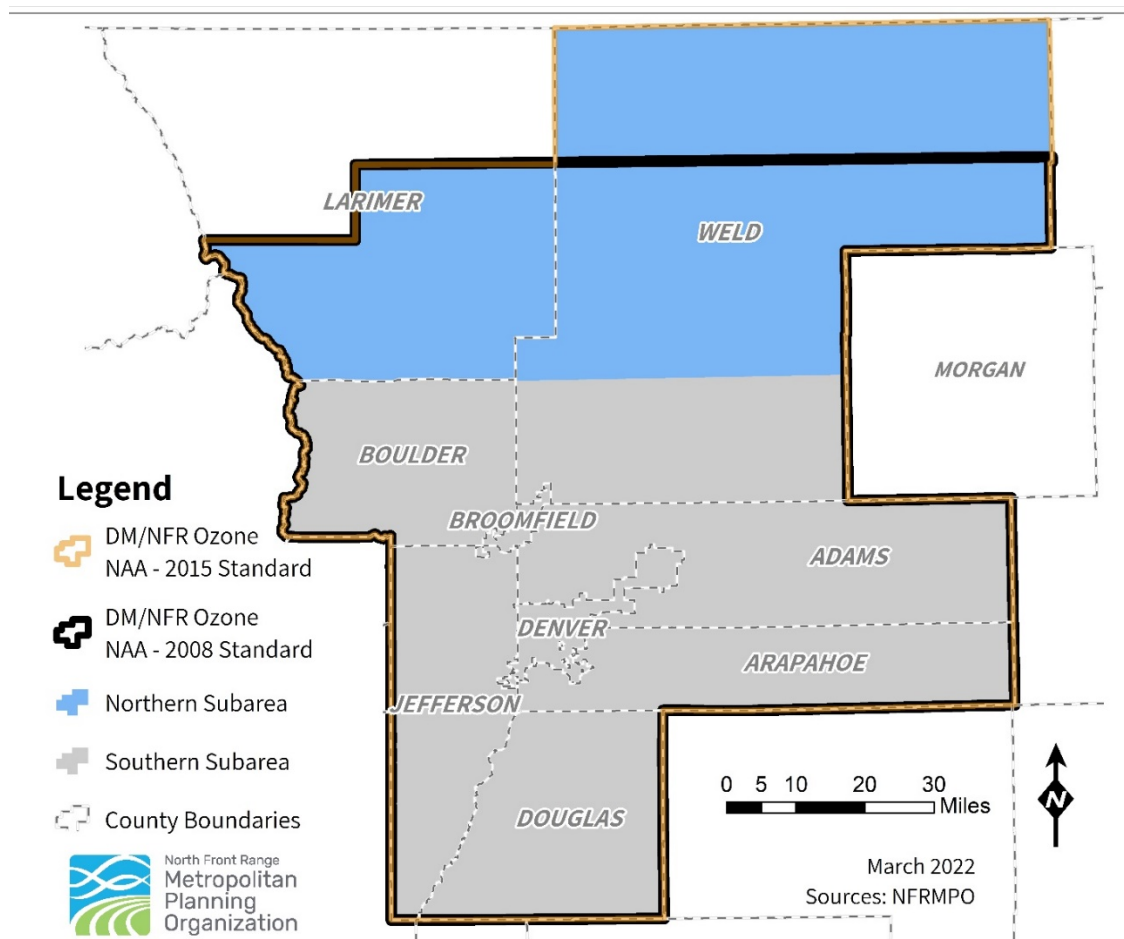 LARIMER
WELD
MORGAN
BOULDER
BROOMFIELD
ADAMS
DENVER
ARAPAHOE
JEFFERSON
DOUGLAS
Legend
DM/NFR Ozone
NAA - 2015 Standard
DM/NFR Ozone
NAA - 2008 Standard
Northern Subarea
Southern Subarea
County Boundaries
North Front Range
Metropolitan
Planning
Organization
0 5 10 20 30
Miles
N
March 2022
Sources: NFRMPO